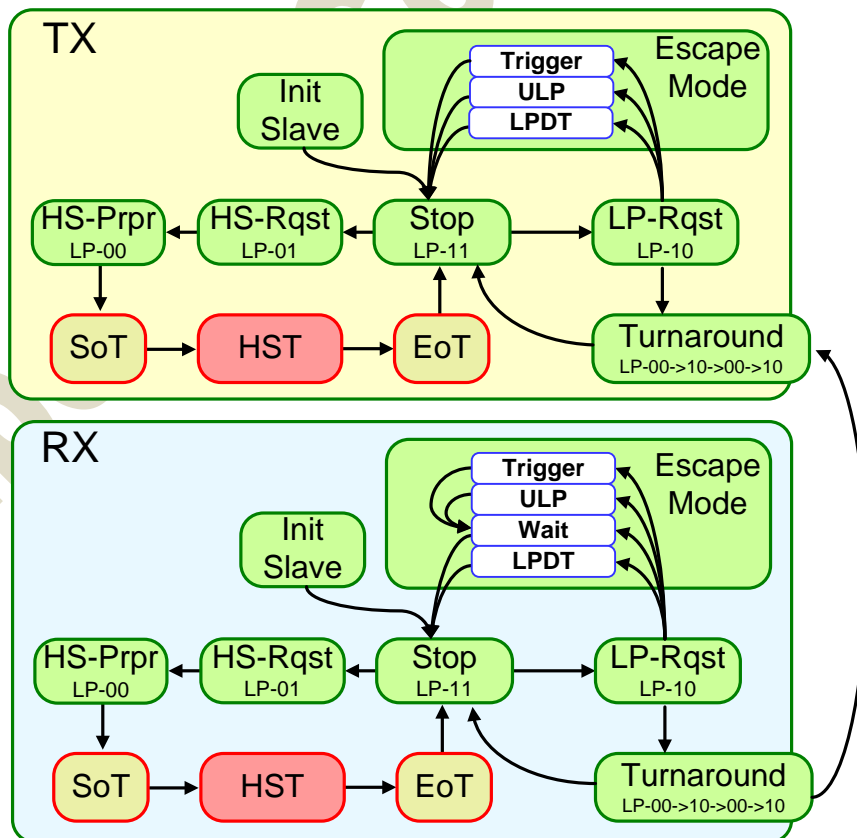 TX
Escape
Mode
Trigger
ULP
LPDT
Init
Slave
HS-Prpr
LP-00
HS-Rqst
LP-01
Stop
LP-11
LP-Rqst
LP-10
SoT
HST
EoT
Turnaround
LP-00->10->00->10
RX
Escape
Mode
Trigger
ULP
Wait
LPDT
Init
Slave
HS-Prpr
LP-00
HS-Rqst
LP-01
Stop
LP-11
LP-Rqst
LP-10
SoT
HST
EoT
Turnaround
LP-00->10->00->10